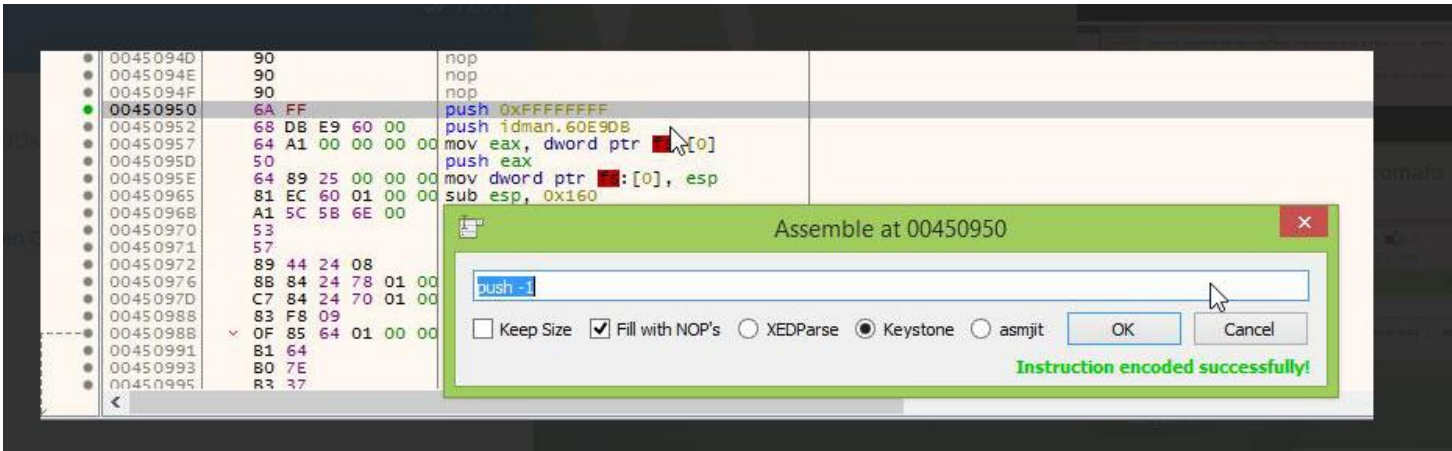 0045094D 90 nop
0045094E 90 nop
0045094F 90 nop
00450950 6A FF push 0xFFFFFFFF
00450952 68 DB E9 60 00 push idman.60E9DB
00450957 64 A1 00 00 00 00 mov eax, dword ptr [0]
0045095D 50 push eax
0045095E 64 89 25 00 00 00 mov dword ptr fs:[0], esp
00450965 81 EC 60 01 00 00 sub esp, 0x160
0045096B A1 5C 5B 6E 00
00450970 53
00450971 57
00450972 89 44 24 08
00450976 8B 84 24 78 01 00
0045097D C7 84 24 70 01 00
00450988 83 F8 09
0045098B 0F 85 64 01 00 00
00450991 B1 64
00450993 B0 7E
00450995 B3 37
Assemble at 00450950
push -1
Keep Size Fill with NOP's XEDParse Keystone asmjit OK Cancel
Instruction encoded successfully!